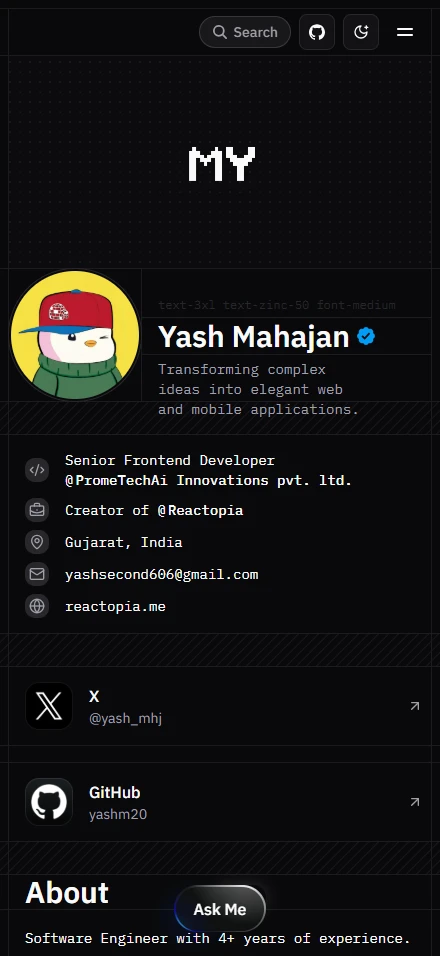 Search
MY
text-3xl text-zinc-50 font-medium
Yash Mahajan
Transforming complex
ideas into elegant web
and mobile applications.
Senior Frontend Developer
@PromeTechAi Innovations pvt. ltd.
Creator of @Reactopia
Gujarat, India
yashsecond606@gmail.com
reactopia.me
X
@yash_mhj
GitHub
yashm20
About
Ask Me
Software Engineer with 4+ years of experience.